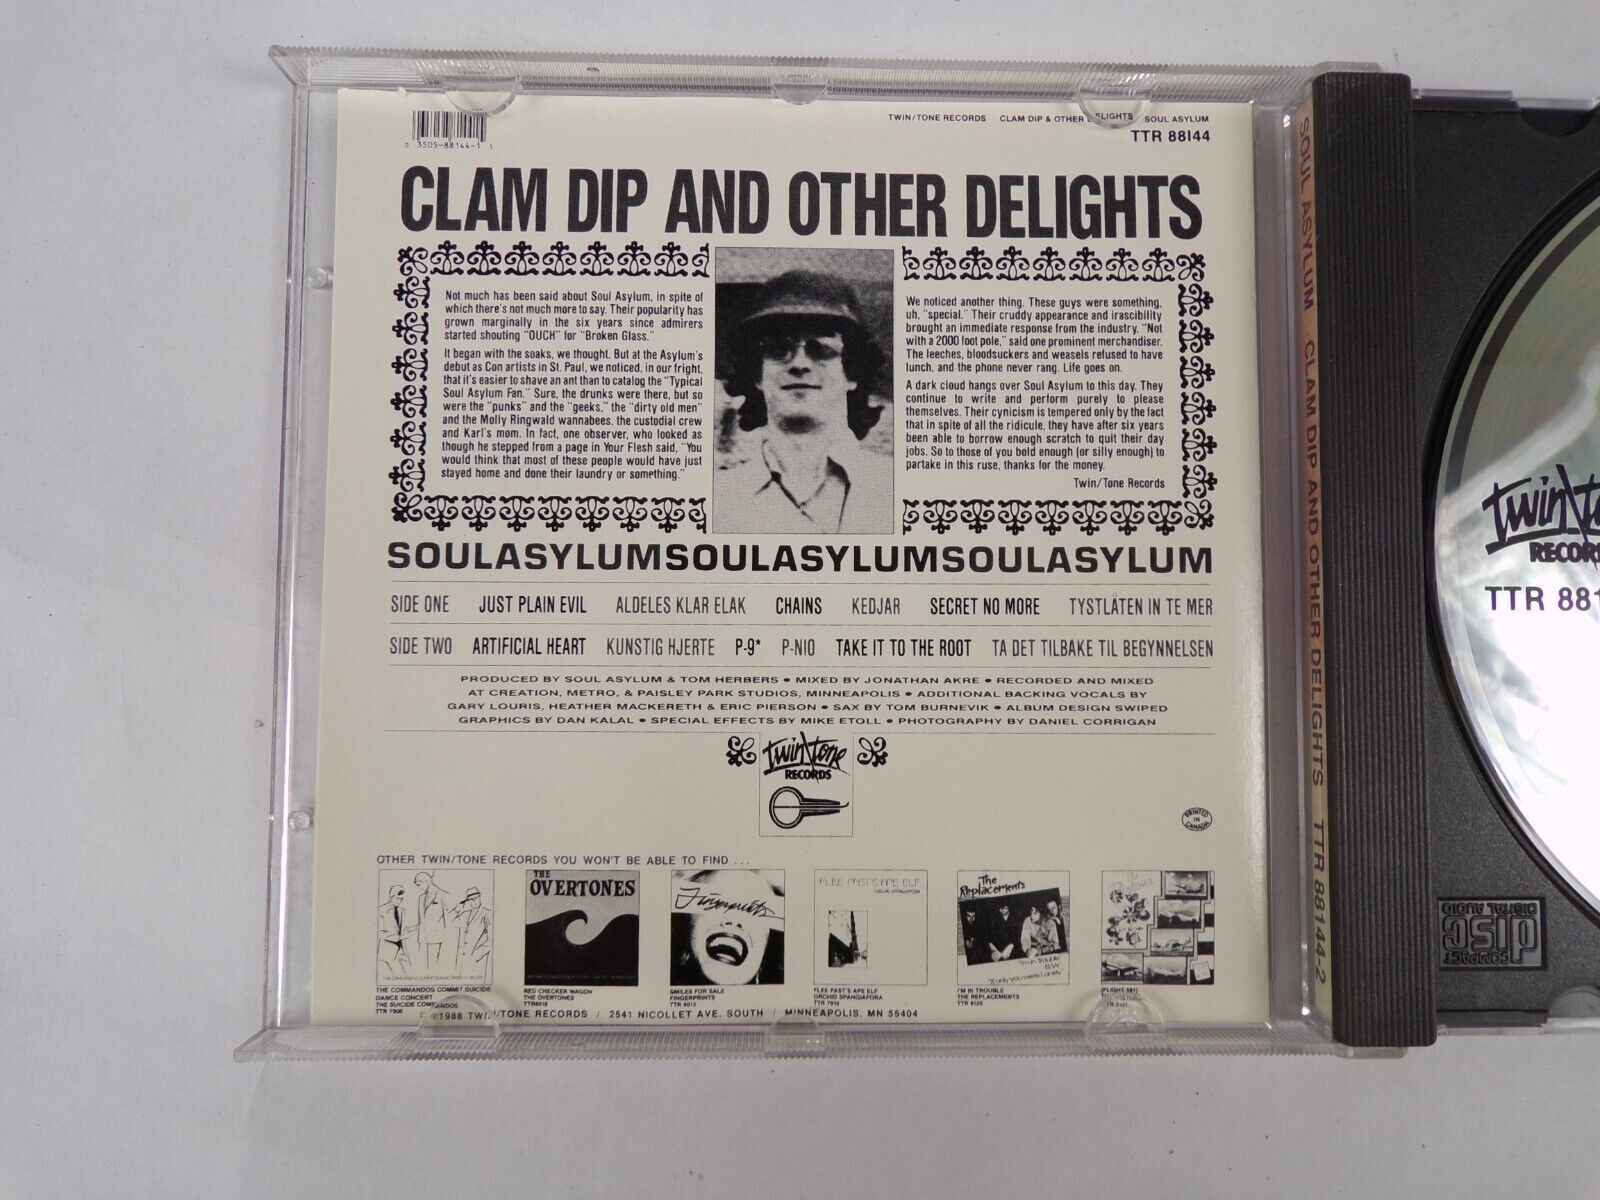 TWIN/TONE RECORDS CLAM DIP & OTHER DELIGHTS SOUL ASYLUM
TTR 88144
0 3505-88144-1
CLAM DIP AND OTHER DELIGHTS
Not much has been said about Soul Asylum, in spite of
which there's not much more to say. Their popularity has
grown marginally in the six years since admirers
started shouting "OUCH" for "Broken Glass."
It began with the soaks, we thought. But at the Asylum's
debut as Con artists in St. Paul, we noticed, in our fright,
that it's easier to shave an ant than to catalog the "Typical
Soul Asylum Fan." Sure, the drunks were there, but so
were the "punks" and the "geeks," the "dirty old men"
and the Molly Ringwald wannabees, the custodial crew
and Karl's mom. In fact, one observer, who looked as
though he stepped from a page in Your Flesh said, "You
would think that most of these people would have just
stayed home and done their laundry or something."
We noticed another thing. These guys were something,
uh, "special." Their cruddy appearance and irascibility
brought an immediate response from the industry. "Not
with a 2000 foot pole," said one prominent merchandiser.
The leeches, bloodsuckers and weasels refused to have
lunch, and the phone never rang. Life goes on.
A dark cloud hangs over Soul Asylum to this day. They
continue to write and perform purely to please
themselves. Their cynicism is tempered only by the fact
that in spite of all the ridicule, they have after six years
been able to borrow enough scratch to quit their day
jobs. So to those of you bold enough (or silly enough) to
partake in this ruse, thanks for the money.
Twin/Tone Records
SOULASYLUMSOULASYLUMSOULASYLUM
SIDE ONE JUST PLAIN EVIL ALDELES KLAR ELAK CHAINS KEDJAR SECRET NO MORE TYSTLÅTEN IN TE MER
SIDE TWO ARTIFICIAL HEART KUNSTIG HJERTE P-9* P-N10 TAKE IT TO THE ROOT TA DET TILBAKE TIL BEGYNNELSEN
PRODUCED BY SOUL ASYLUM & TOM HERBERS • MIXED BY JONATHAN AKRE • RECORDED AND MIXED
AT CREATION, METRO, & PAISLEY PARK STUDIOS, MINNEAPOLIS • ADDITIONAL BACKING VOCALS BY
GARY LOURIS, HEATHER MACKERETH & ERIC PIERSON • SAX BY TOM BURNEVIK • ALBUM DESIGN SWIPED
GRAPHICS BY DAN KALAL • SPECIAL EFFECTS BY MIKE ETOLL • PHOTOGRAPHY BY DANIEL CORRIGAN
twin/tone
RECORDS
PRINTED
IN
CANADA
OTHER TWIN/TONE RECORDS YOU WON'T BE ABLE TO FIND ...
THE
OVERTONES
Fingerprints
FLEE PAST'S APE ELF
The
Replacements
I'm in Trouble
B/W
If only you were Lonely
THE COMMANDOS COMMIT SUICIDE
DANCE CONCERT
THE SUICIDE COMMANDOS
TTR 7906
RED CHECKER WAGON
THE OVERTONES
TTR8018
SMILES FOR SALE
FINGERPRINTS
FLEE PAST'S APE ELF
ORCHID SPANGIAFORA
TTR 7910
I'M IN TROUBLE
THE REPLACEMENTS
TTR 8120
(FLIGHT 581)
℗©1988 TWIN/TONE RECORDS / 2541 NICOLLET AVE. SOUTH / MINNEAPOLIS, MN 55404
SOUL ASYLUM CLAM DIP AND OTHER DELIGHTS TTR 88144-2
twin/tone
RECOR
TTR 881
COMPACT
disc
DIGITAL AUDIO